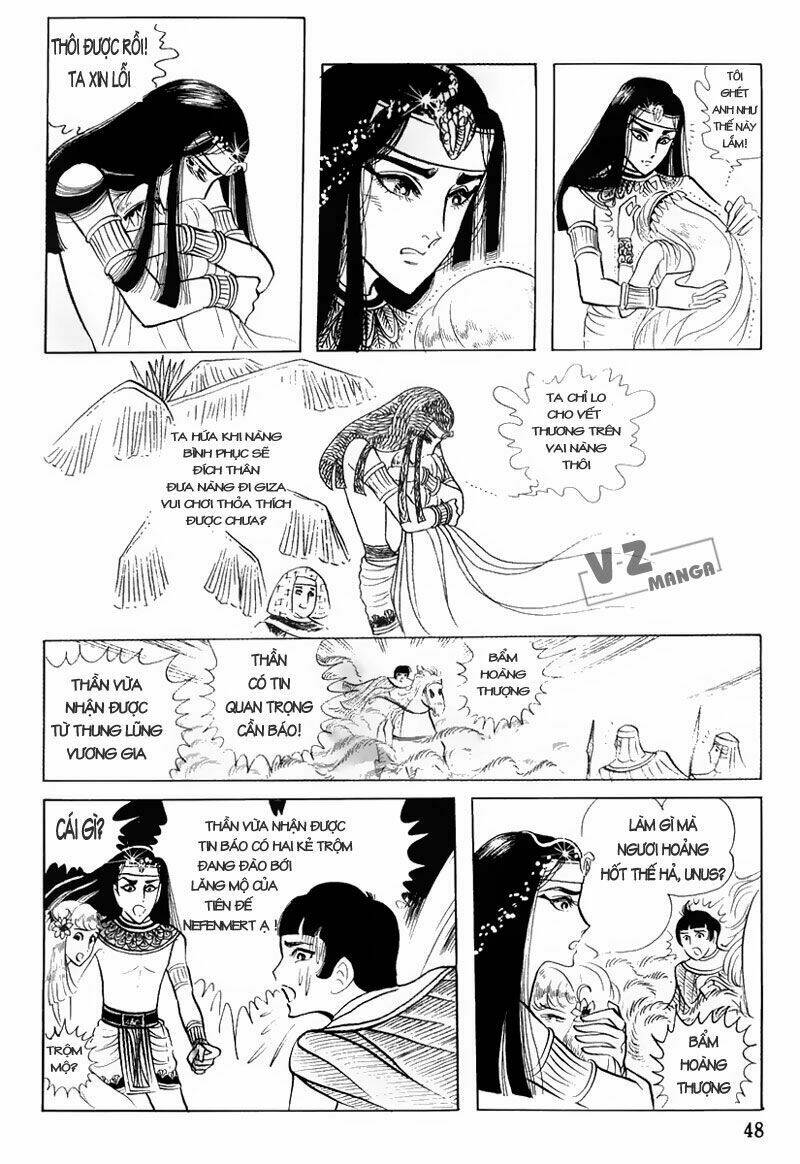 TÔI
GHÉT
ANH NHƯ
THẾ NÀY
LẮM!
THÔI ĐƯỢC RỒI!
TA XIN LỖI
TA CHỈ LO
CHO VẾT
THƯƠNG TRÊN
VAI NÀNG
THÔI
TA HỨA KHI NÀNG
BÌNH PHỤC SẼ
ĐÍCH THÂN
ĐƯA NÀNG ĐI GIZA
VUI CHƠI THỎA THÍCH
ĐƯỢC CHƯA?
V-Z
MANGA
BẨM
HOÀNG
THƯỢNG
THẦN
CÓ TIN
QUAN TRỌNG
CẦN BÁO!
THẦN VỪA
NHẬN ĐƯỢC
TỪ THUNG LŨNG
VƯƠNG GIA
LÀM GÌ MÀ
NGƯƠI HOẢNG
HỐT THẾ HẢ, UNUS?
BẨM
HOÀNG
THƯỢNG
THẦN VỪA NHẬN ĐƯỢC
TIN BÁO CÓ HAI KẺ TRỘM
ĐANG ĐÀO BỚI
LĂNG MỘ CỦA
TIÊN ĐẾ
NEFENMERT Ạ !
CÁI GÌ?
TRỘM
MỘ?
48